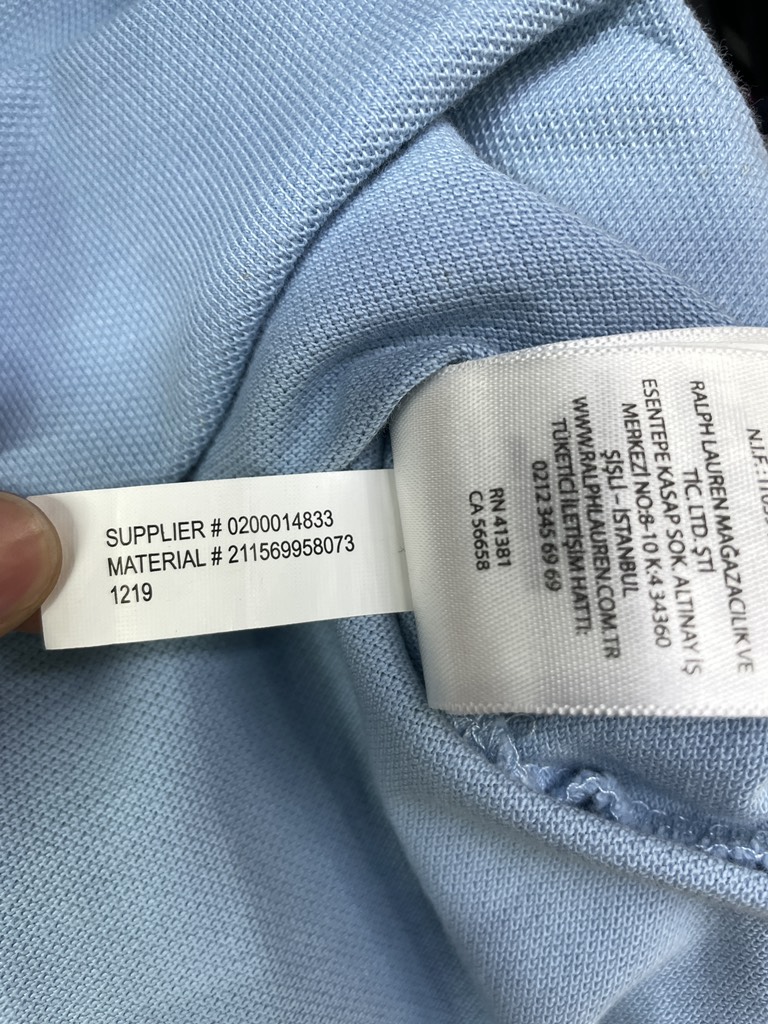 SUPPLIER # 0200014833
MATERIAL # 211569958073
1219
RALPH LAUREN MAĞAZACILIK VE
TİC. LTD. ŞTİ
ESENTEPE KASAP SOK. ALTINAY İŞ
MERKEZİ NO:8-10 K:4 34360
ŞİŞLİ - İSTANBUL
WWW.RALPHLAUREN.COM.TR
TÜKETİCİ İLETİŞİM HATTI:
0212 345 69 69
RN 41381
CA 56658